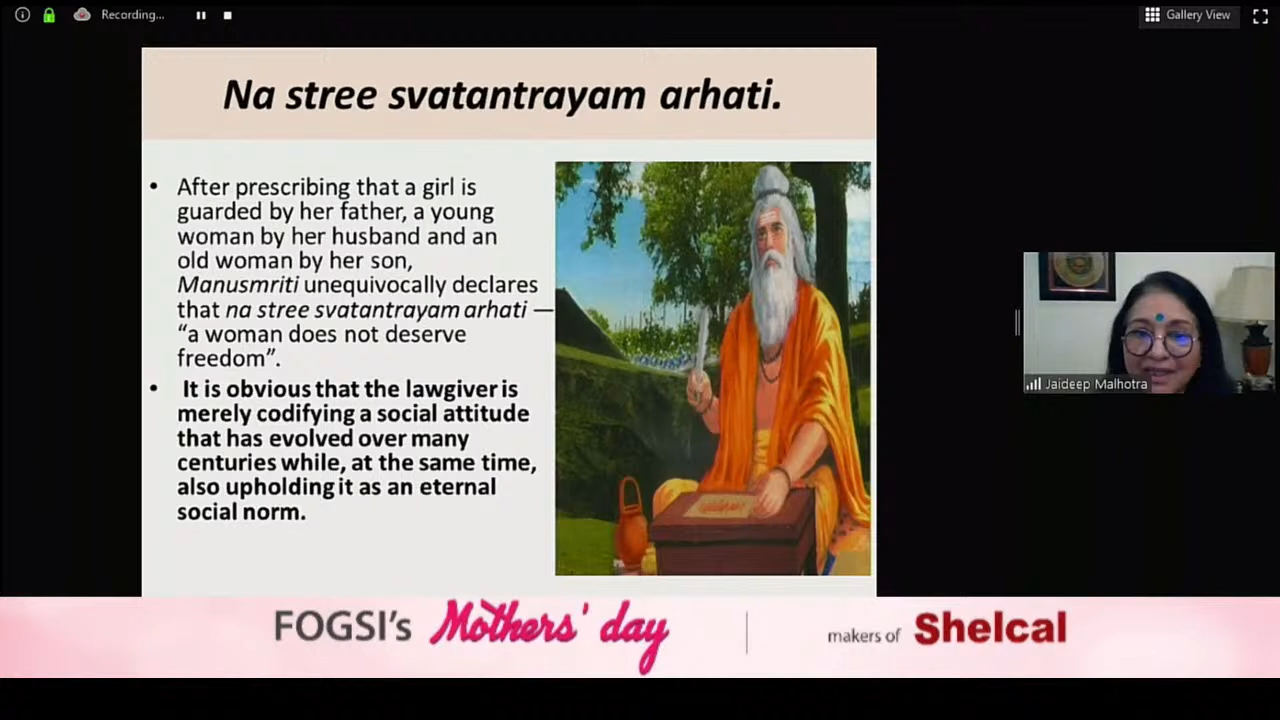 Recording...
Gallery View
Na stree svatantrayam arhati.
• After prescribing that a girl is
guarded by her father, a young
woman by her husband and an
old woman by her son,
Manusmriti unequivocally declares
that na stree svatantrayam arhati —
“a woman does not deserve
freedom”.
• It is obvious that the lawgiver is
merely codifying a social attitude
that has evolved over many
centuries while, at the same time,
also upholding it as an eternal
social norm.
Jaideep Malhotra
FOGSI’s Mothers’ day
makers of Shelcal